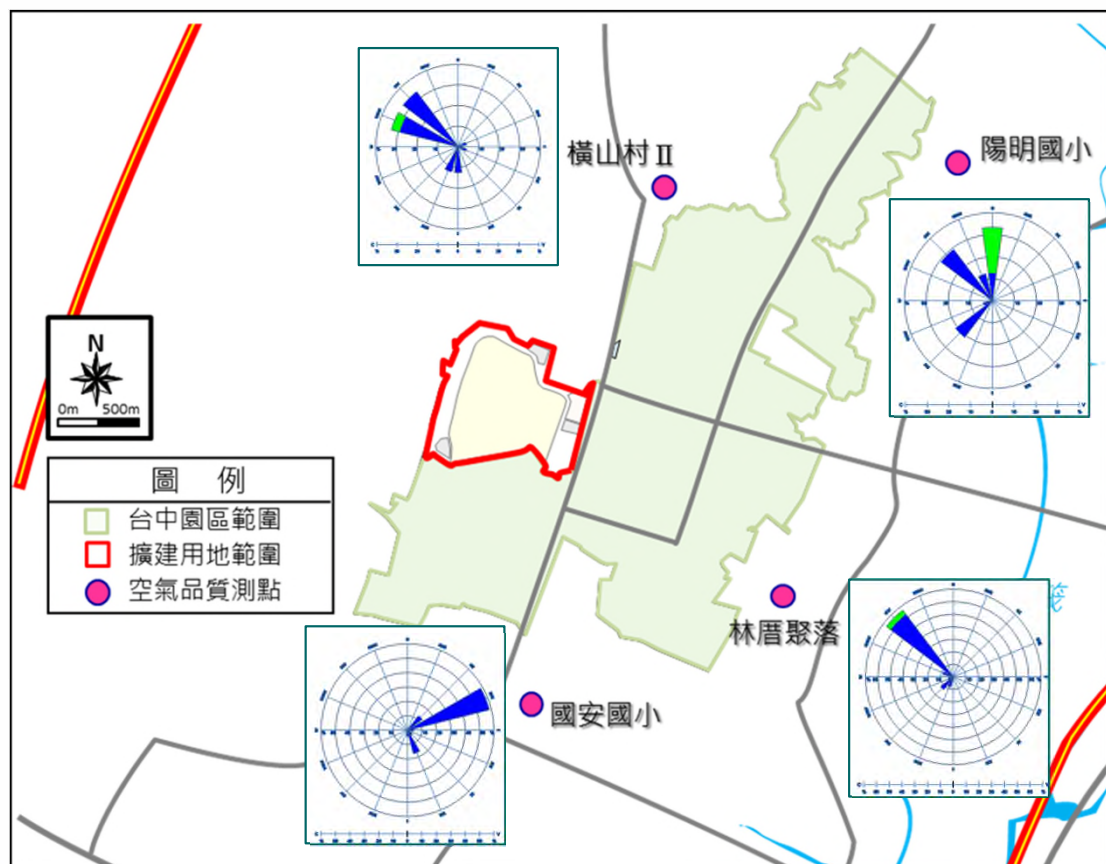 橫山村Ⅱ
陽明國小
N
0m 500m
圖 例
台中園區範圍
擴建用地範圍
空氣品質測點
林厝聚落
國安國小